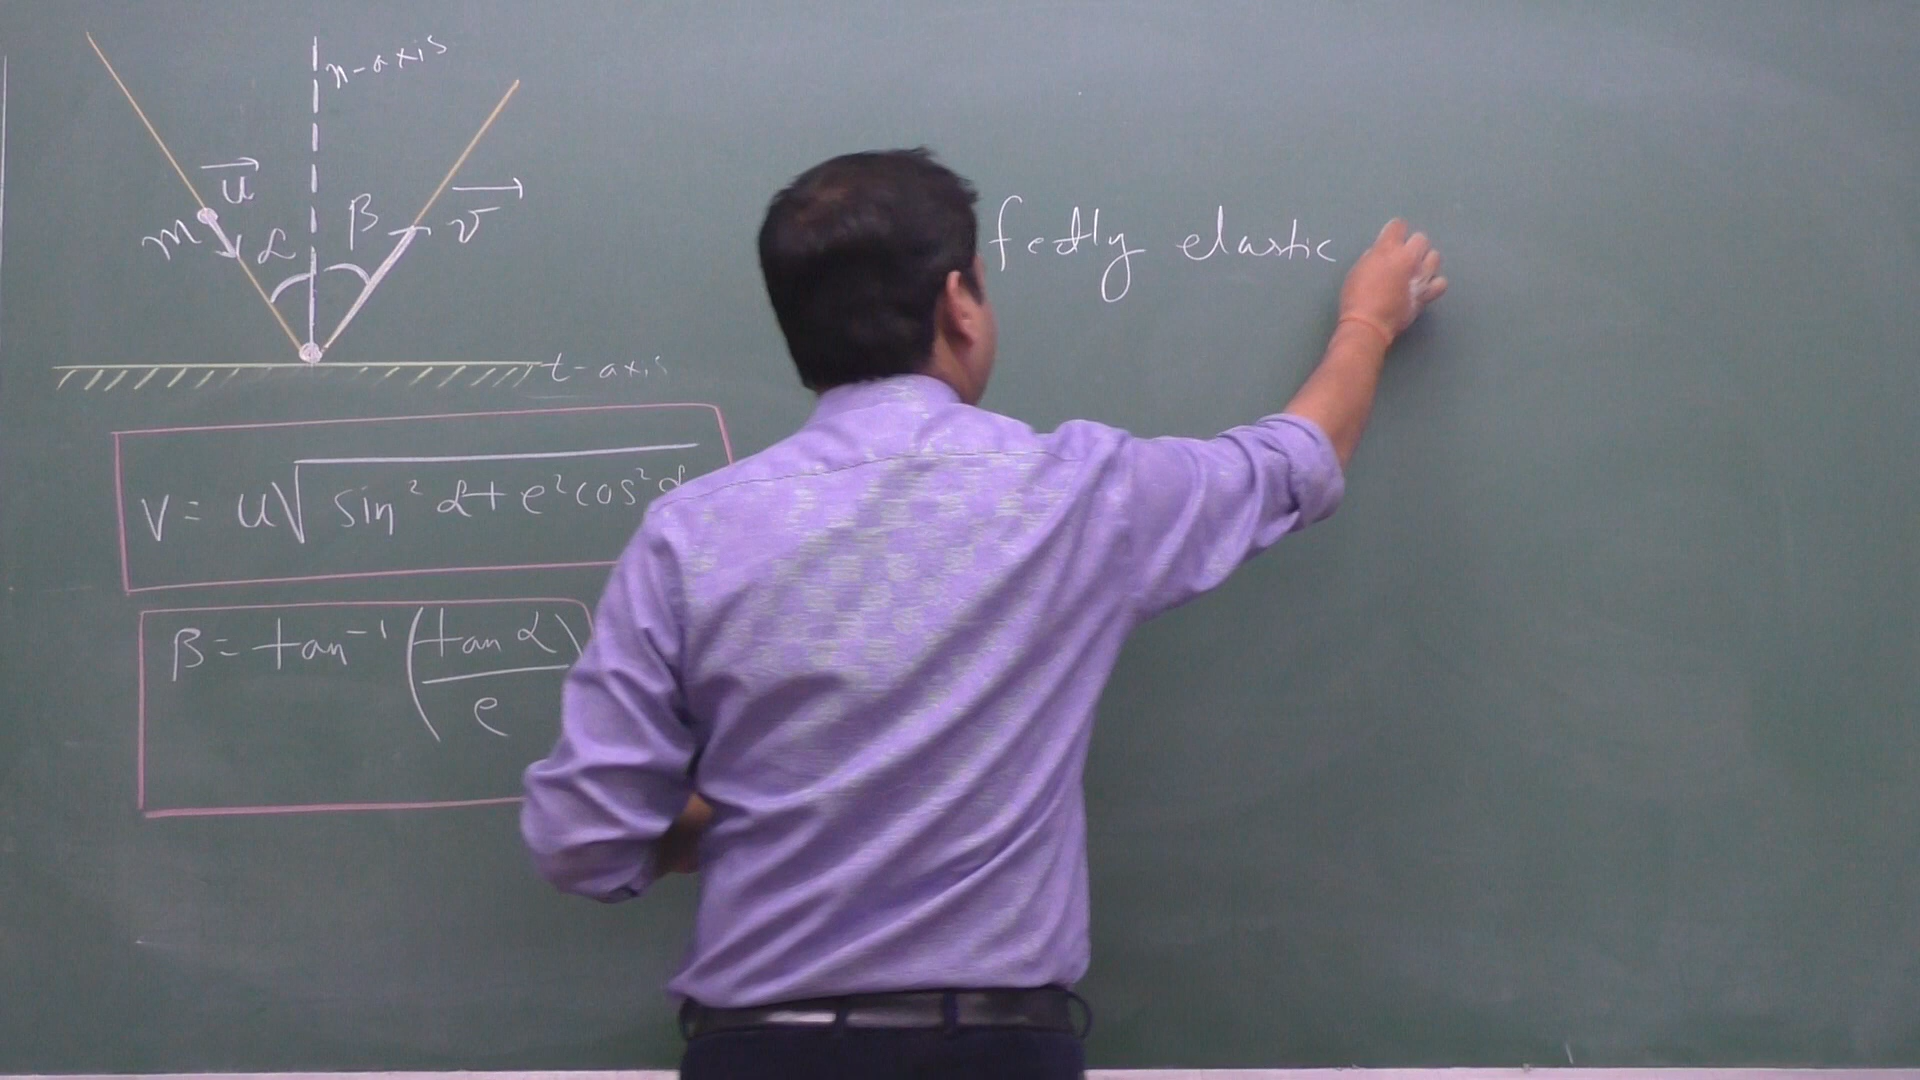 n-axis
u
m
α
β
v
t-axis
V = u√sin²α+e²cos²α
β = tan⁻¹(tan α/e
fectly elastic